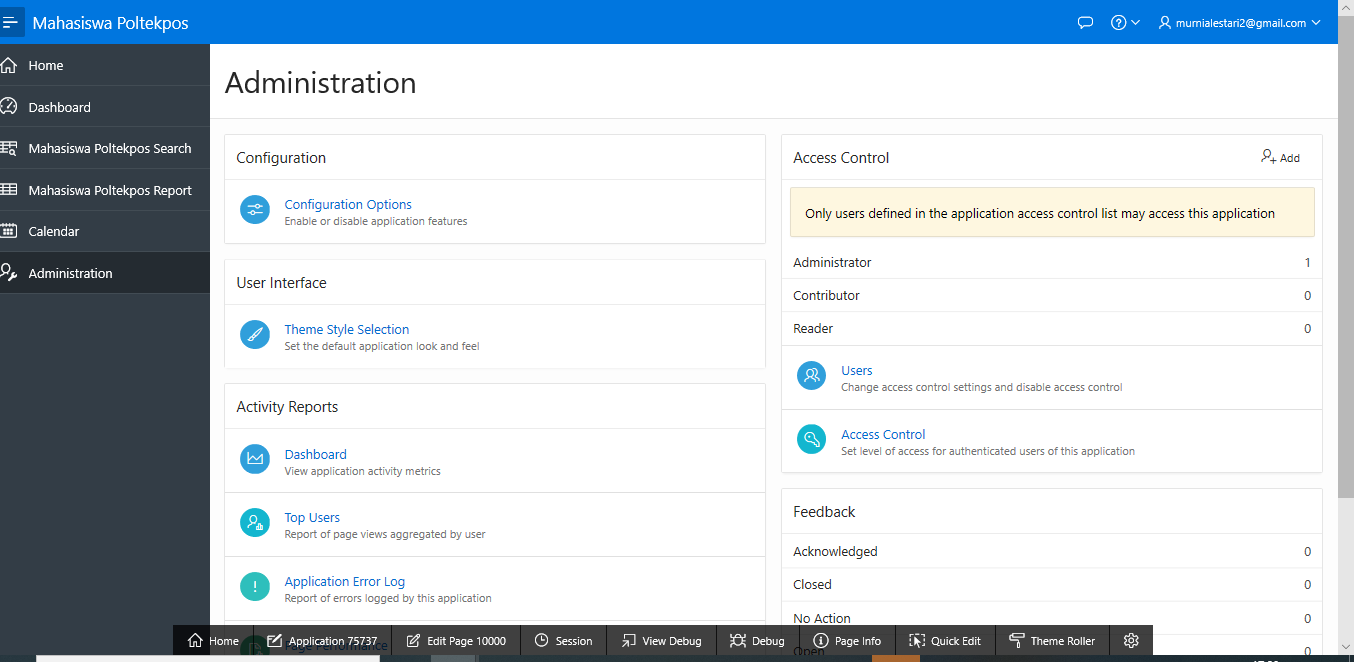 Mahasiswa Poltekpos
murnialestari2@gmail.com
Home
Dashboard
Mahasiswa Poltekpos Search
Mahasiswa Poltekpos Report
Calendar
Administration
Administration
Configuration
Configuration Options
Enable or disable application features
User Interface
Theme Style Selection
Set the default application look and feel
Activity Reports
Dashboard
View application activity metrics
Top Users
Report of page views aggregated by user
Application Error Log
Report of errors logged by this application
Page Performance
Access Control
Add
Only users defined in the application access control list may access this application
Administrator 1
Contributor 0
Reader 0
Users
Change access control settings and disable access control
Access Control
Set level of access for authenticated users of this application
Feedback
Acknowledged 0
Closed 0
No Action 0
Open 0
Home Application 75737 Edit Page 10000 Session View Debug Debug Page Info Quick Edit Theme Roller